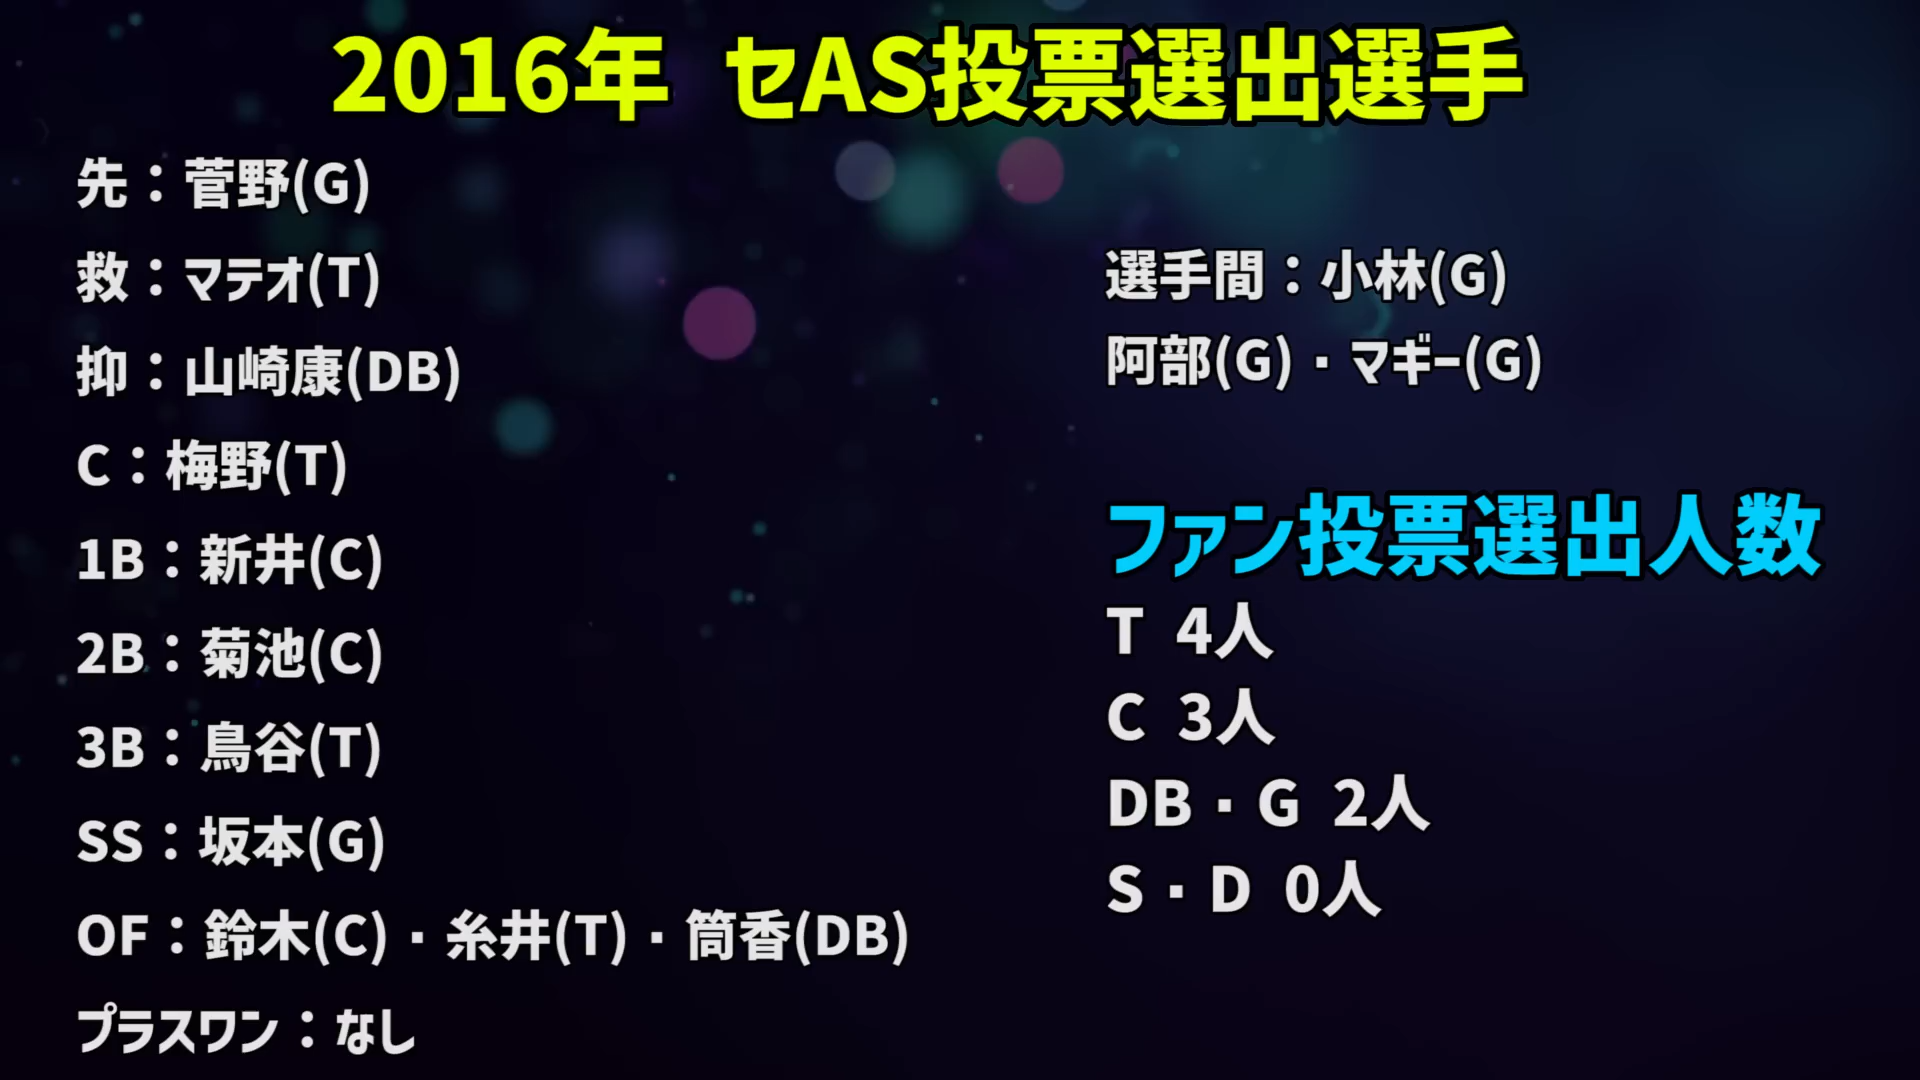 2016年 セAS投票選出選手
先：菅野(G)
救：マテオ(T)
抑：山崎康(DB)
C：梅野(T)
1B：新井(C)
2B：菊池(C)
3B：鳥谷(T)
SS：坂本(G)
OF：鈴木(C)・糸井(T)・筒香(DB)
プラスワン：なし
選手間：小林(G)
阿部(G)・マギー(G)
ファン投票選出人数
T 4人
C 3人
DB・G 2人
S・D 0人